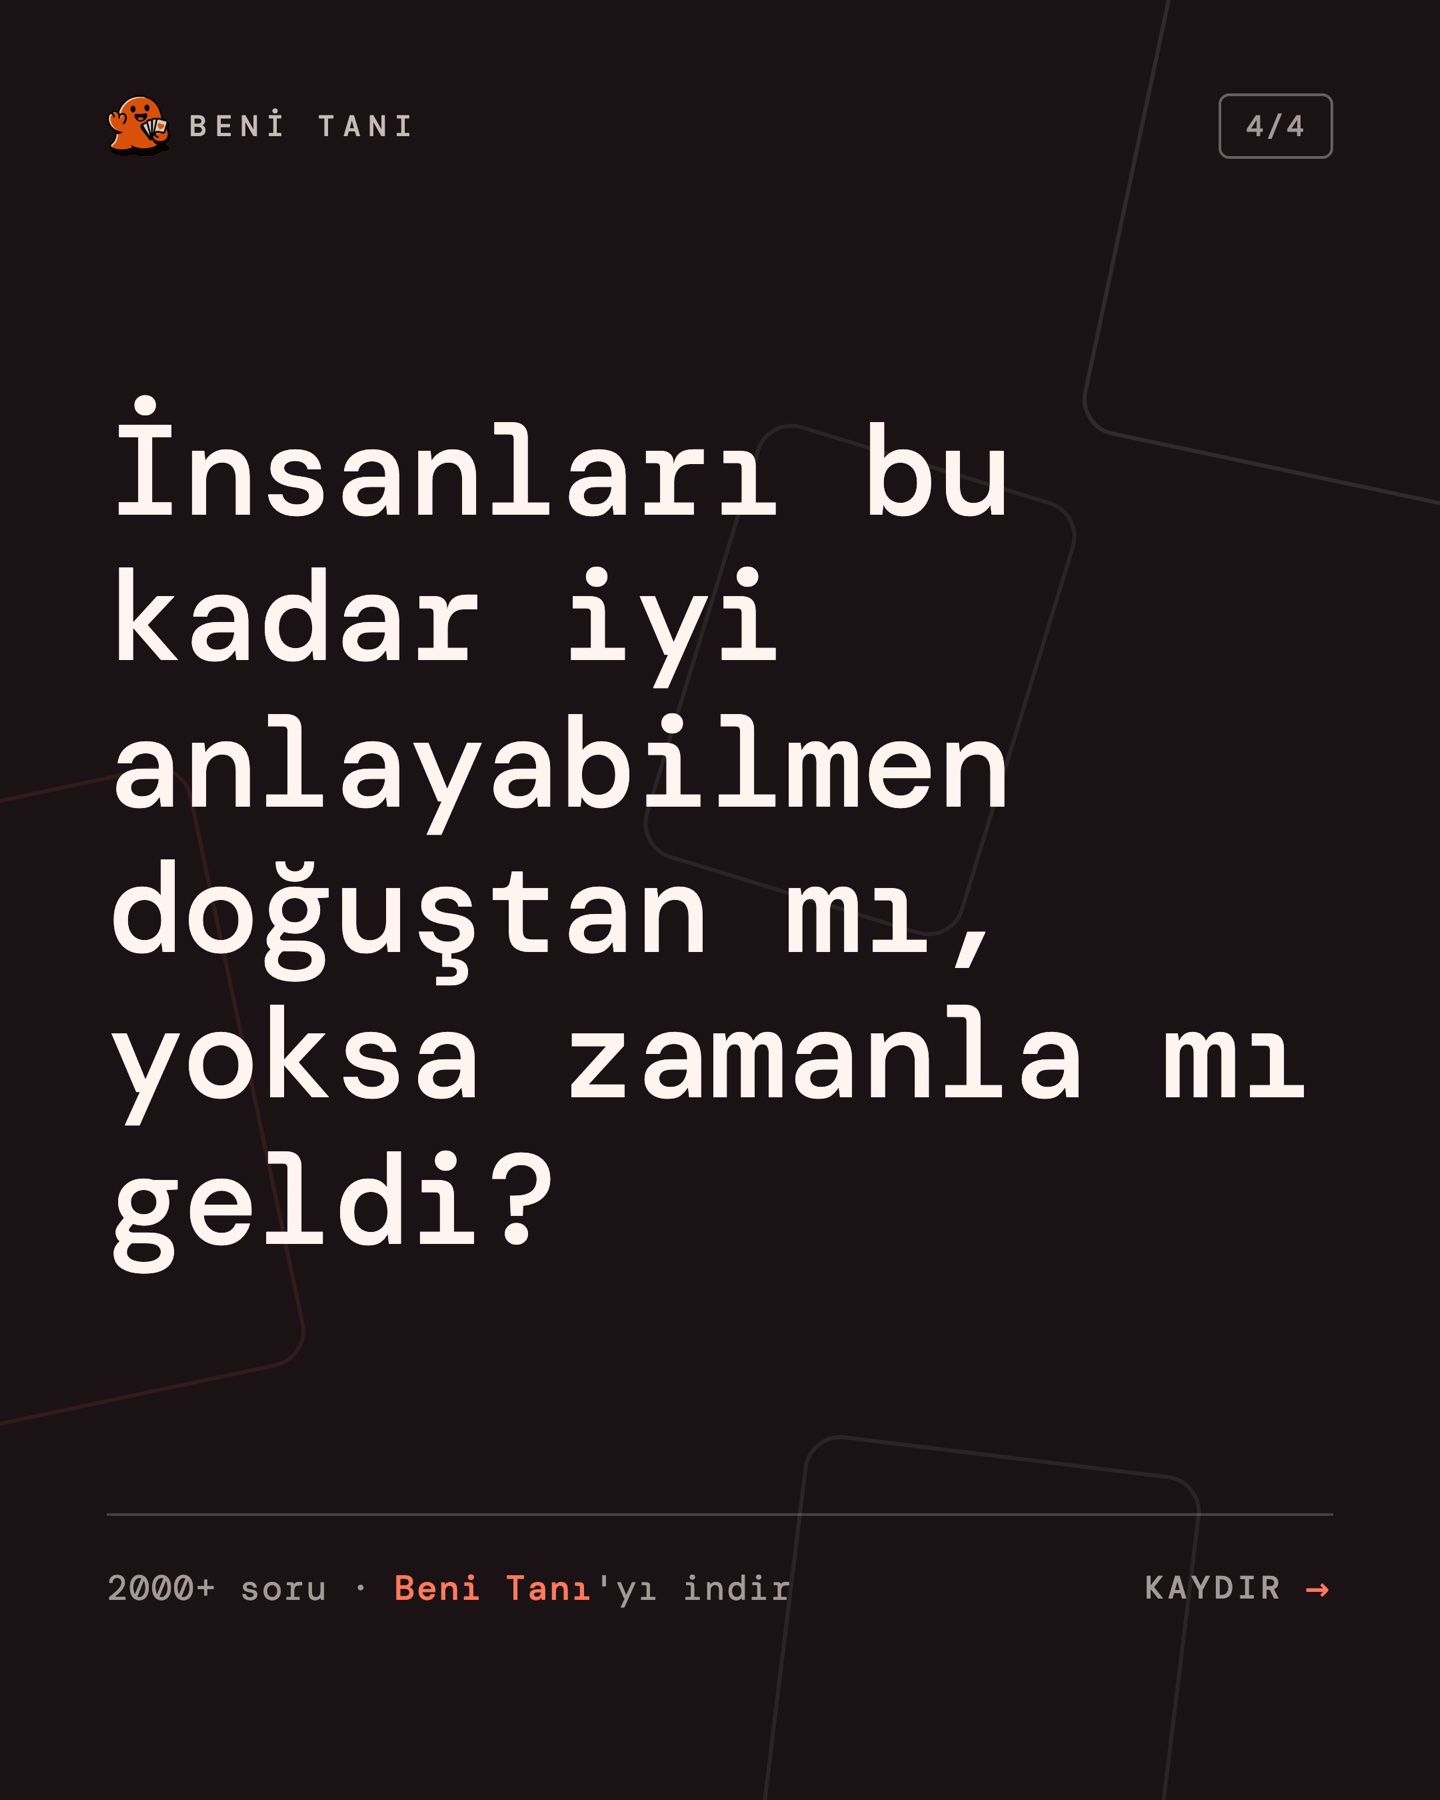 BENİ TANI
4/4
İnsanları bu
kadar iyi
anlayabilmen
doğuştan mı,
yoksa zamanla mı
geldi?
2000+ soru · Beni Tanı'yı indir
KAYDIR →